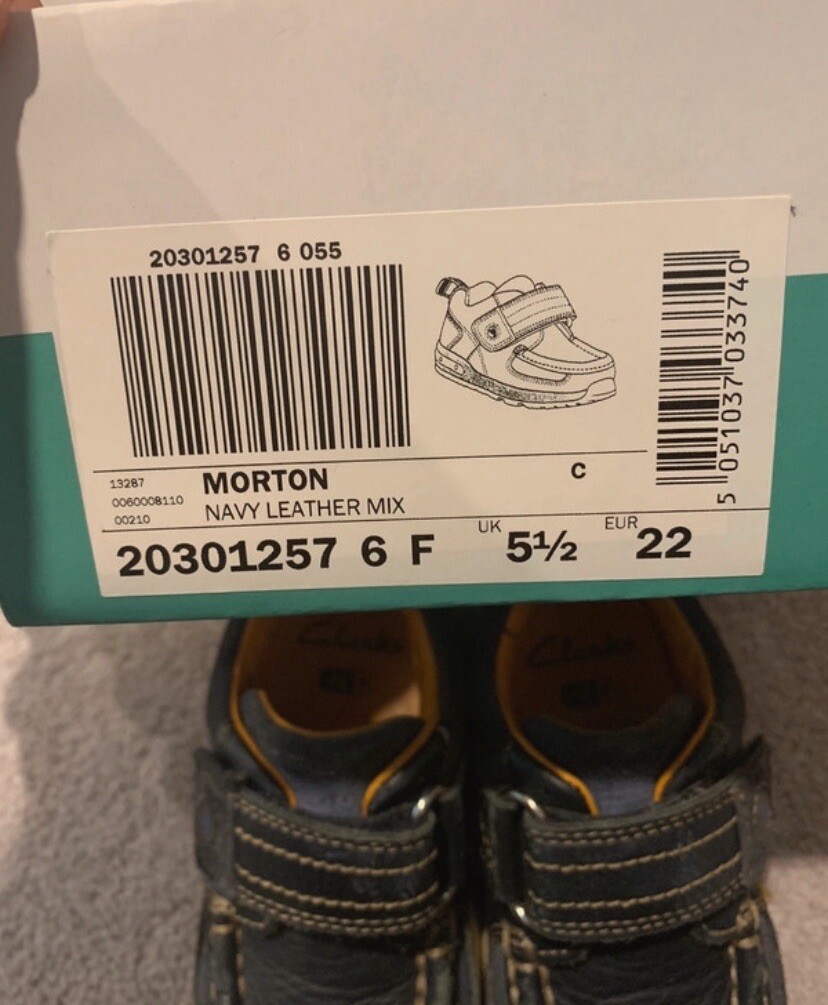 20301257 6 055
5 051037 033740
13287
0060008110
00210
MORTON
C
NAVY LEATHER MIX
20301257 6 F
UK 5½
EUR 22
Clarks
Clarks